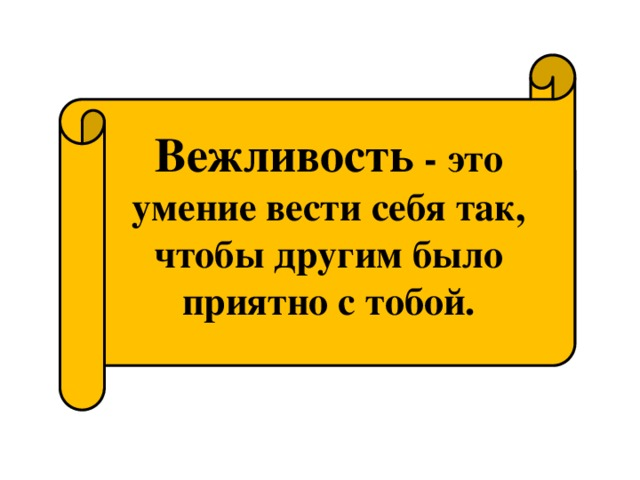 Вежливость - это
умение вести себя так,
чтобы другим было
приятно с тобой.